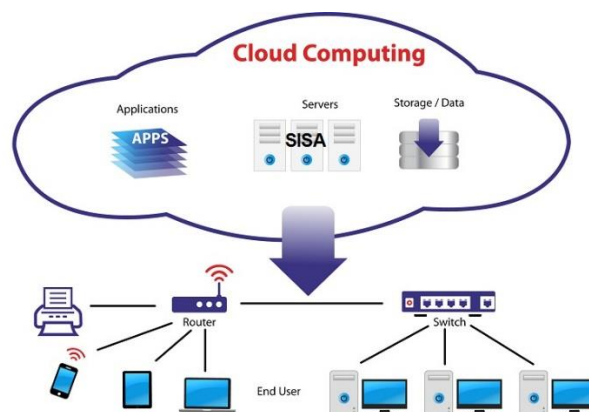 Cloud Computing
Applications
Servers
Storage / Data
APPS
SISA
Router
Switch
End User